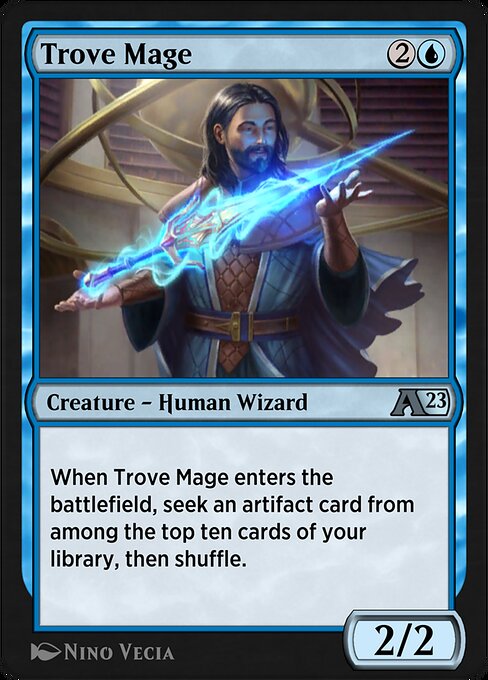 Trove Mage 2
Creature – Human Wizard A23
When Trove Mage enters the
battlefield, seek an artifact card from
among the top ten cards of your
library, then shuffle.
2/2
Nino Vecia